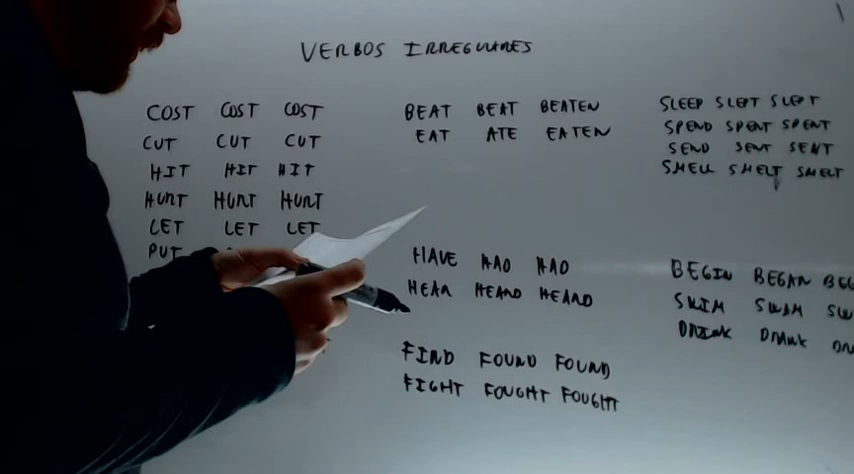 VERBOS IRREGULARES
COST COST COST
CUT CUT CUT
HIT HIT HIT
HURT HURT HURT
LET LET LET
PUT
BEAT BEAT BEATEN
EAT ATE EATEN
HAVE HAD HAD
HEAR HEARD HEARD
FIND FOUND FOUND
FIGHT FOUGHT FOUGHT
SLEEP SLEPT SLEPT
SPEND SPENT SPENT
SEND SENT SENT
SMELL SMELT SMELT
BEGIN BEGAN BEG
SWIM SWAM SW
DRINK DRANK DR